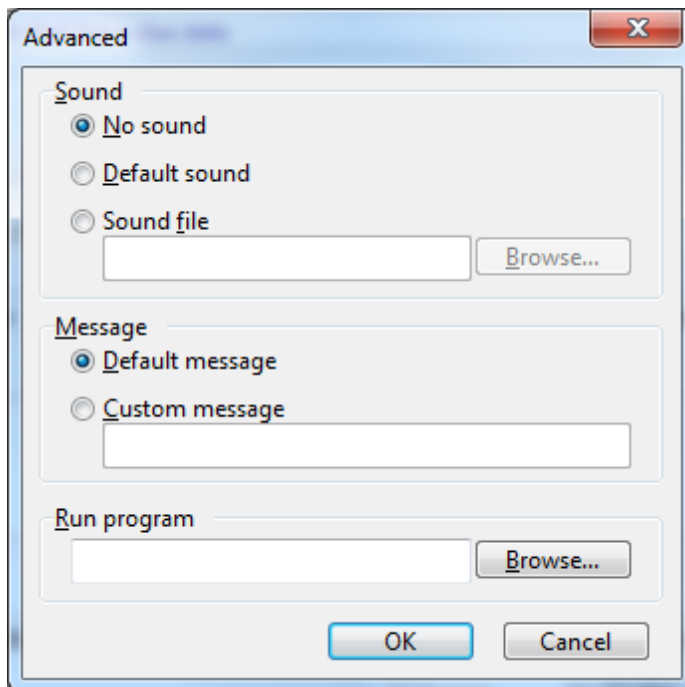 Advanced
Sound
No sound
Default sound
Sound file
Browse...
Message
Default message
Custom message
Run program
Browse...
OK
Cancel